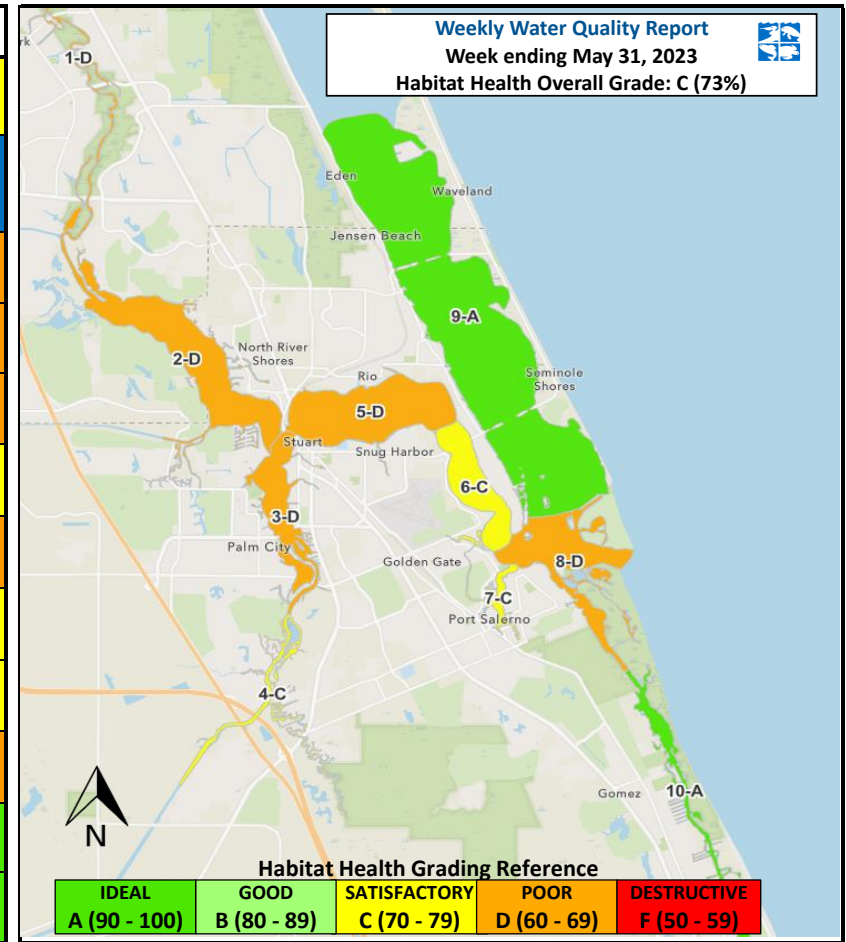 Weekly Water Quality Report
Week ending May 31, 2023
Habitat Health Overall Grade: C (73%)
rk
1-D
Eden
Waveland
Jensen Beach
9-A
2-D
North River
Shores
Rio
Seminole
Shores
5-D
Stuart
Snug Harbor
6-C
3-D
Palm City
Golden Gate
8-D
7-C
Port Salerno
4-C
Gomez
10-A
N
Habitat Health Grading Reference
IDEAL GOOD SATISFACTORY POOR DESTRUCTIVE
A (90 - 100) B (80 - 89) C (70 - 79) D (60 - 69) F (50 - 59)